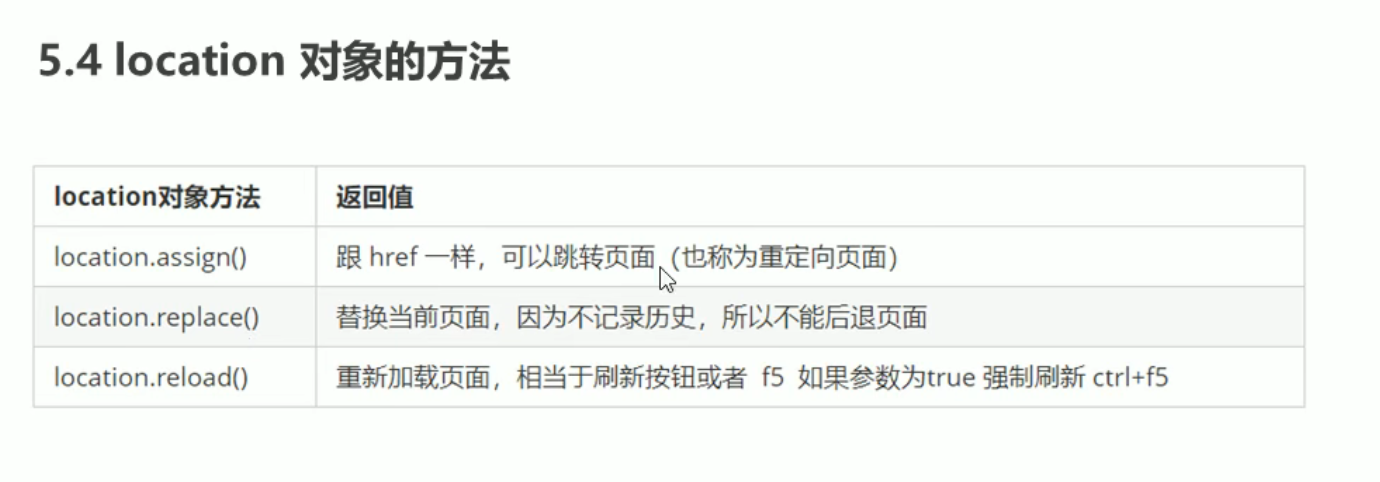 5.4 location 对象的方法
location对象方法 返回值
location.assign() 跟 href 一样，可以跳转页面（也称为重定向页面）
location.replace() 替换当前页面，因为不记录历史，所以不能后退页面
location.reload() 重新加载页面，相当于刷新按钮或者 f5 如果参数为true 强制刷新 ctrl+f5